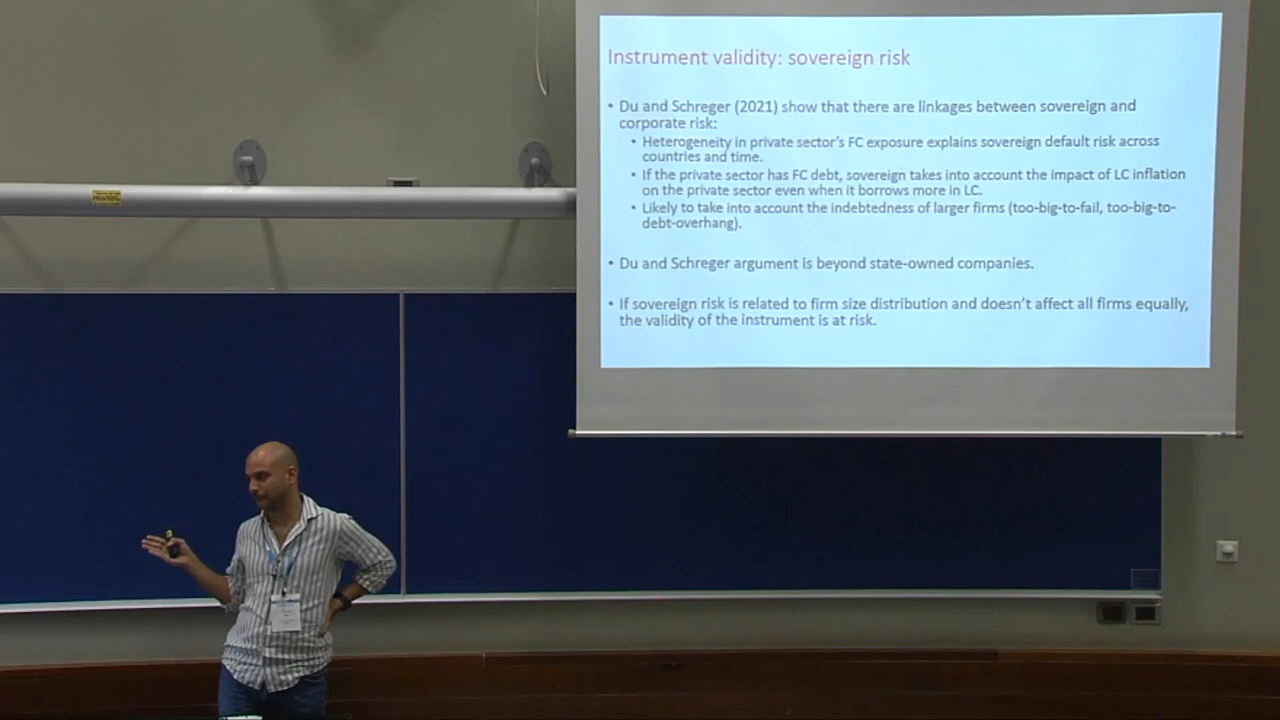 Instrument validity: sovereign risk
• Du and Schreger (2021) show that there are linkages between sovereign and
corporate risk:
• Heterogeneity in private sector's FC exposure explains sovereign default risk across
countries and time.
• If the private sector has FC debt, sovereign takes into account the impact of LC inflation
on the private sector even when it borrows more in LC.
• Likely to take into account the indebtedness of larger firms (too-big-to-fail, too-big-to-
debt-overhang).
• Du and Schreger argument is beyond state-owned companies.
• If sovereign risk is related to firm size distribution and doesn't affect all firms equally,
the validity of the instrument is at risk.